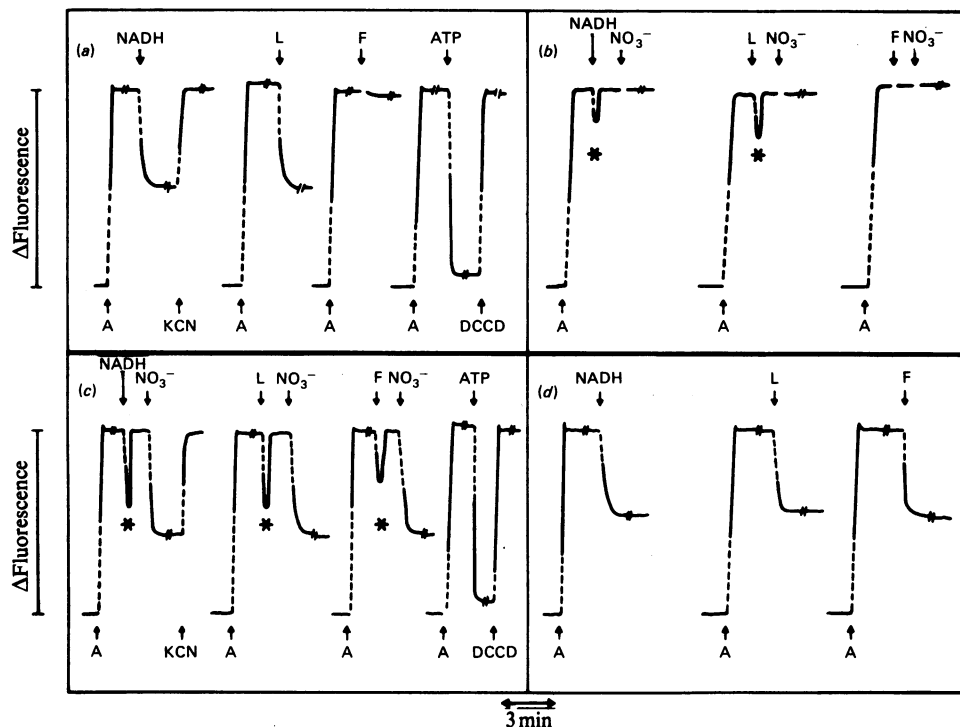 (a) NADH L F ATP
ΔFluorescence
A KCN A A A DCCD
(b) NADH NO₃⁻ L NO₃⁻ F NO₃⁻
*
*
A A A
(c) NADH NO₃⁻ L NO₃⁻ F NO₃⁻ ATP
ΔFluorescence
* * *
A KCN A A A DCCD
(d) NADH L F
A A A
3 min